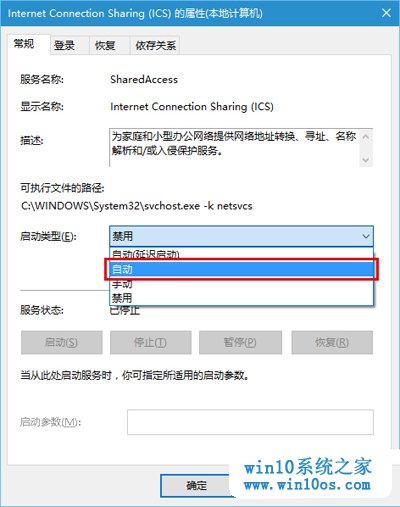 Internet Connection Sharing (ICS) 的属性(本地计算机)
常规 登录 恢复 依存关系
服务名称: SharedAccess
显示名称: Internet Connection Sharing (ICS)
描述: 为家庭和小型办公网络提供网络地址转换、寻址、名称
解析和/或入侵保护服务。
可执行文件的路径:
C:\WINDOWS\System32\svchost.exe -k netsvcs
启动类型(E): 禁用
自动(延迟启动)
自动
手动
禁用
服务状态: 已停止
启动(S) 停止(T) 暂停(P) 恢复(R)
当从此处启动服务时，你可指定所适用的启动参数。
启动参数(M):
确定
win10系统之家
www.win10os.com